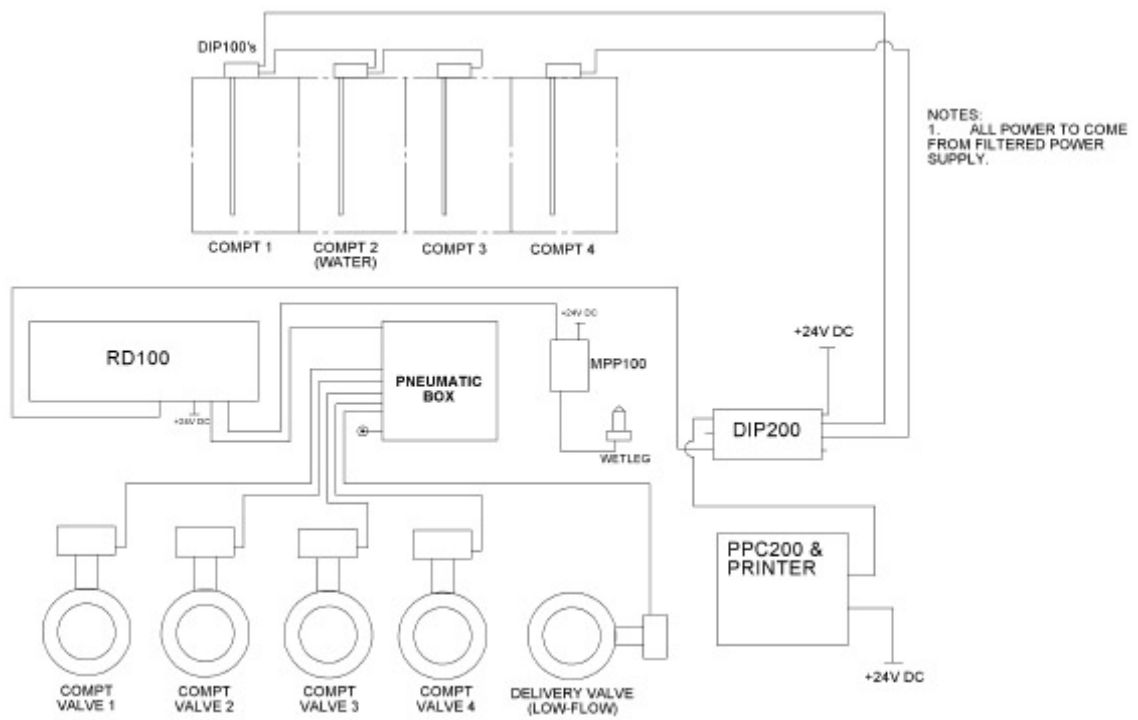 DIP100's
NOTES:
1. ALL POWER TO COME
FROM FILTERED POWER
SUPPLY.
COMPT 1
COMPT 2
(WATER)
COMPT 3
COMPT 4
+24V DC
+24V DC
RD100
MPP100
PNEUMATIC
BOX
+24V DC
DIP200
WETLEG
PPC200 &
PRINTER
+24V DC
COMPT
VALVE 1
COMPT
VALVE 2
COMPT
VALVE 3
COMPT
VALVE 4
DELIVERY VALVE
(LOW-FLOW)